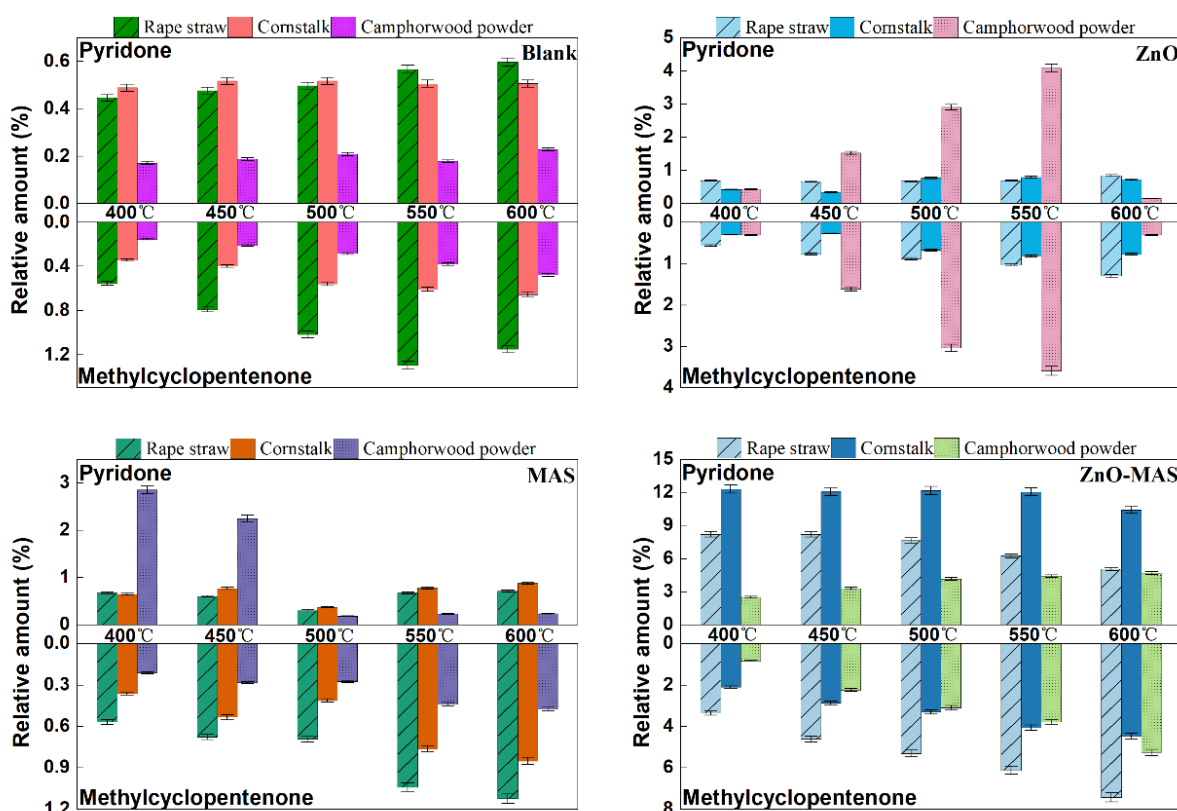 Rape straw Cornstalk Camphorwood powder
Pyridone Blank
0.6
0.4
0.2
0.0
400℃ 450℃ 500℃ 550℃ 600℃
0.0
0.4
0.8
1.2
Methylcyclopentenone
Relative amount (%)
Rape straw Cornstalk Camphorwood powder
Pyridone ZnO
5
4
3
2
1
0
400℃ 450℃ 500℃ 550℃ 600℃
0
1
2
3
4
Methylcyclopentenone
Relative amount (%)
Rape straw Cornstalk Camphorwood powder
Pyridone MAS
3
2
1
0
400℃ 450℃ 500℃ 550℃ 600℃
0.0
0.3
0.6
0.9
1.2
Methylcyclopentenone
Relative amount (%)
Rape straw Cornstalk Camphorwood powder
Pyridone ZnO-MAS
15
12
9
6
3
0
400℃ 450℃ 500℃ 550℃ 600℃
0
2
4
6
8
Methylcyclopentenone
Relative amount (%)